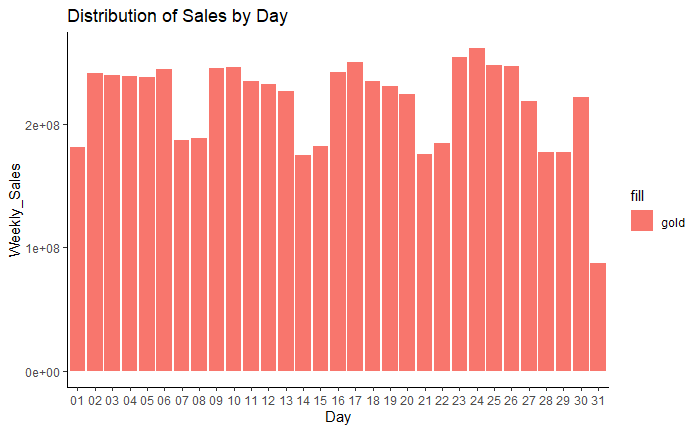 Distribution of Sales by Day
Weekly_Sales
2e+08
1e+08
0e+00
01 02 03 04 05 06 07 08 09 10 11 12 13 14 15 16 17 18 19 20 21 22 23 24 25 26 27 28 29 30 31
Day
fill
gold